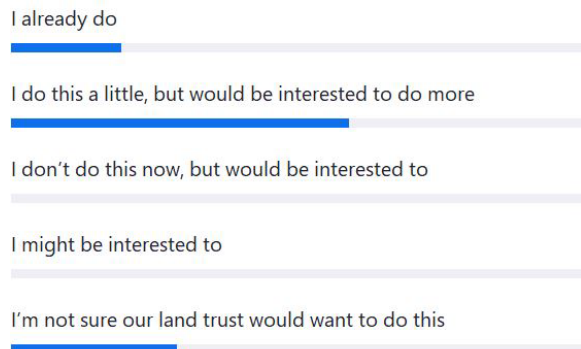 I already do
I do this a little, but would be interested to do more
I don’t do this now, but would be interested to
I might be interested to
I’m not sure our land trust would want to do this